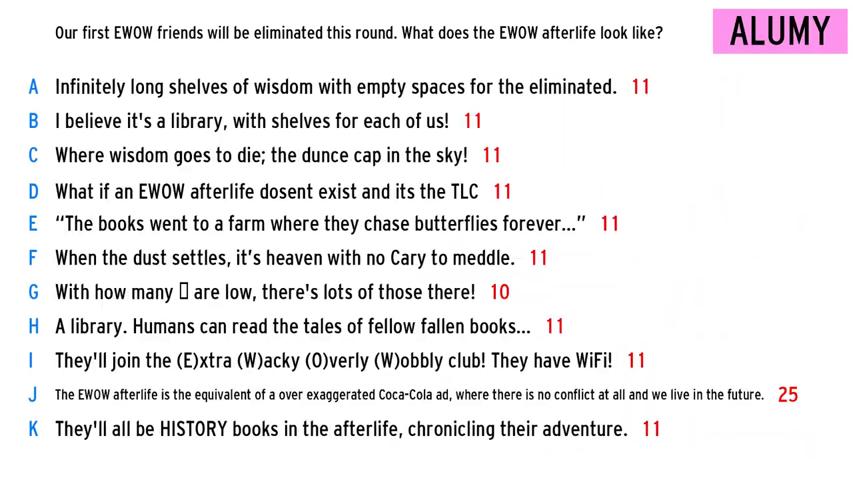 Our first EWOW friends will be eliminated this round. What does the EWOW afterlife look like?
ALUMY
A Infinitely long shelves of wisdom with empty spaces for the eliminated. 11
B I believe it's a library, with shelves for each of us! 11
C Where wisdom goes to die; the dunce cap in the sky! 11
D What if an EWOW afterlife dosent exist and its the TLC 11
E “The books went to a farm where they chase butterflies forever...” 11
F When the dust settles, it’s heaven with no Cary to meddle. 11
G With how many ▯ are low, there's lots of those there! 10
H A library. Humans can read the tales of fellow fallen books... 11
I They'll join the (E)xtra (W)acky (O)verly (W)obbly club! They have WiFi! 11
J The EWOW afterlife is the equivalent of a over exaggerated Coca-Cola ad, where there is no conflict at all and we live in the future. 25
K They'll all be HISTORY books in the afterlife, chronicling their adventure. 11